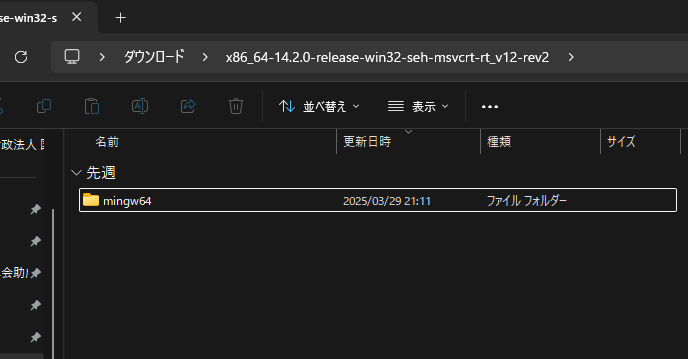 se-win32-s
ダウンロード x86_64-14.2.0-release-win32-seh-msvcrt-rt_v12-rev2
並べ替え 表示
政法人 名前 更新日時 種類 サイズ
先週
mingw64 2025/03/29 21:11 ファイル フォルダー
会助